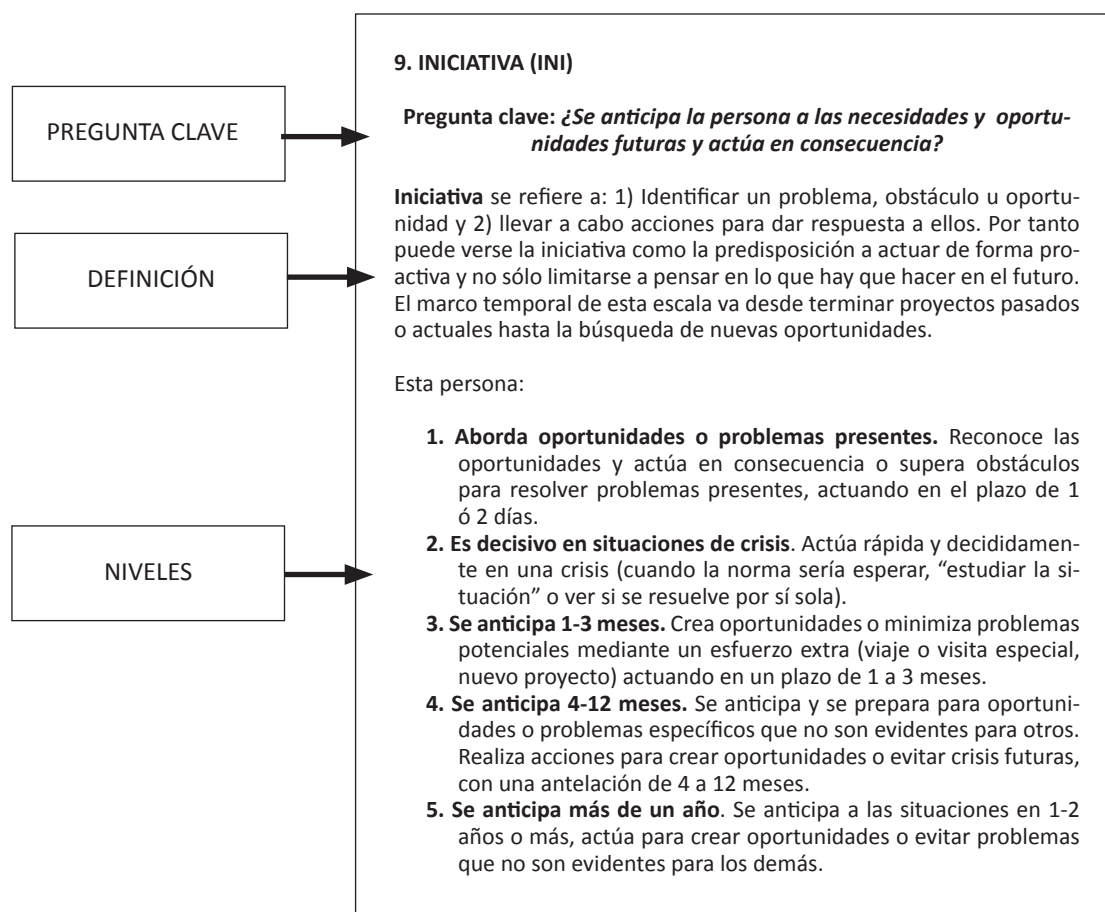 9. INICIATIVA (INI)
PREGUNTA CLAVE
Pregunta clave: ¿Se anticipa la persona a las necesidades y oportu-
nidades futuras y actúa en consecuencia?
Iniciativa se refiere a: 1) Identificar un problema, obstáculo u oportu-
nidad y 2) llevar a cabo acciones para dar respuesta a ellos. Por tanto
puede verse la iniciativa como la predisposición a actuar de forma pro-
activa y no sólo limitarse a pensar en lo que hay que hacer en el futuro.
El marco temporal de esta escala va desde terminar proyectos pasados
o actuales hasta la búsqueda de nuevas oportunidades.
DEFINICIÓN
Esta persona:
1. Aborda oportunidades o problemas presentes. Reconoce las
oportunidades y actúa en consecuencia o supera obstáculos
para resolver problemas presentes, actuando en el plazo de 1
ó 2 días.
2. Es decisivo en situaciones de crisis. Actúa rápida y decididamen-
te en una crisis (cuando la norma sería esperar, “estudiar la si-
tuación” o ver si se resuelve por sí sola).
3. Se anticipa 1-3 meses. Crea oportunidades o minimiza problemas
potenciales mediante un esfuerzo extra (viaje o visita especial,
nuevo proyecto) actuando en un plazo de 1 a 3 meses.
4. Se anticipa 4-12 meses. Se anticipa y se prepara para oportuni-
dades o problemas específicos que no son evidentes para otros.
Realiza acciones para crear oportunidades o evitar crisis futuras,
con una antelación de 4 a 12 meses.
5. Se anticipa más de un año. Se anticipa a las situaciones en 1-2
años o más, actúa para crear oportunidades o evitar problemas
que no son evidentes para los demás.
NIVELES